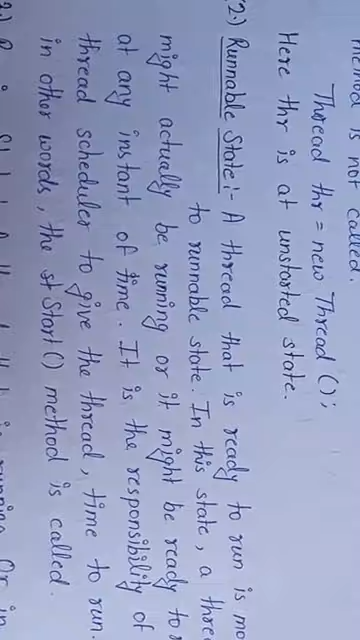 is not called.
Thread thr = new Thread ();
Here thr is at unstarted state.
2.) Runnable State :- A thread that is ready to run is
to runnable state. In this state, a
might actually be running or it might be ready to
at any instant of time. It is the responsibility of
thread scheduler to give the thread, time to run.
in other words, the st Start() method is called.